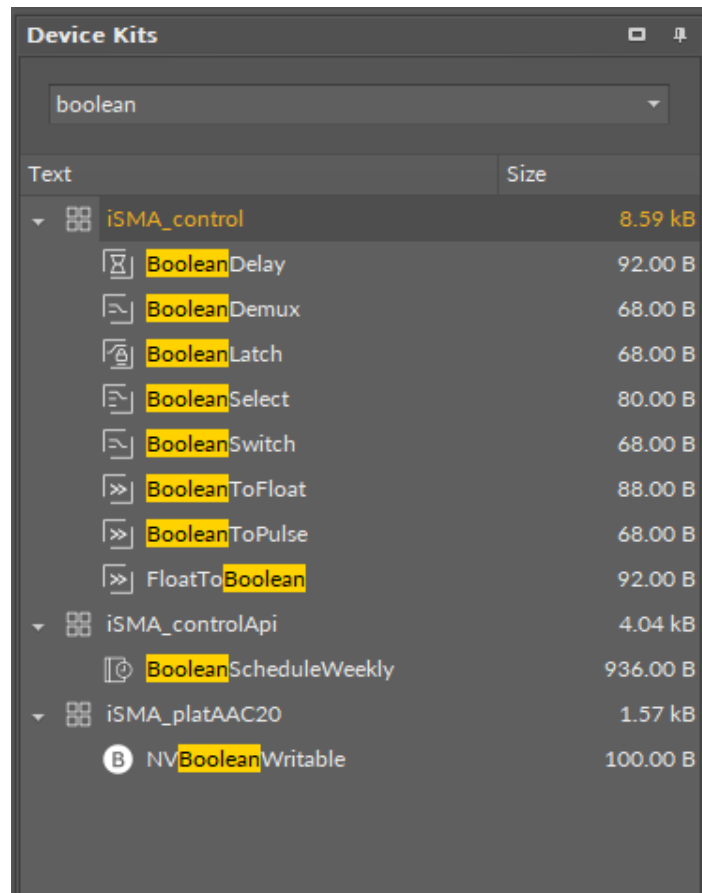 Device Kits
boolean
Text Size
iSMA_control 8.59 kB
BooleanDelay 92.00 B
BooleanDemux 68.00 B
BooleanLatch 68.00 B
BooleanSelect 80.00 B
BooleanSwitch 68.00 B
BooleanToFloat 88.00 B
BooleanToPulse 68.00 B
FloatToBoolean 92.00 B
iSMA_controlApi 4.04 kB
BooleanScheduleWeekly 936.00 B
iSMA_platAAC20 1.57 kB
B NVBooleanWritable 100.00 B